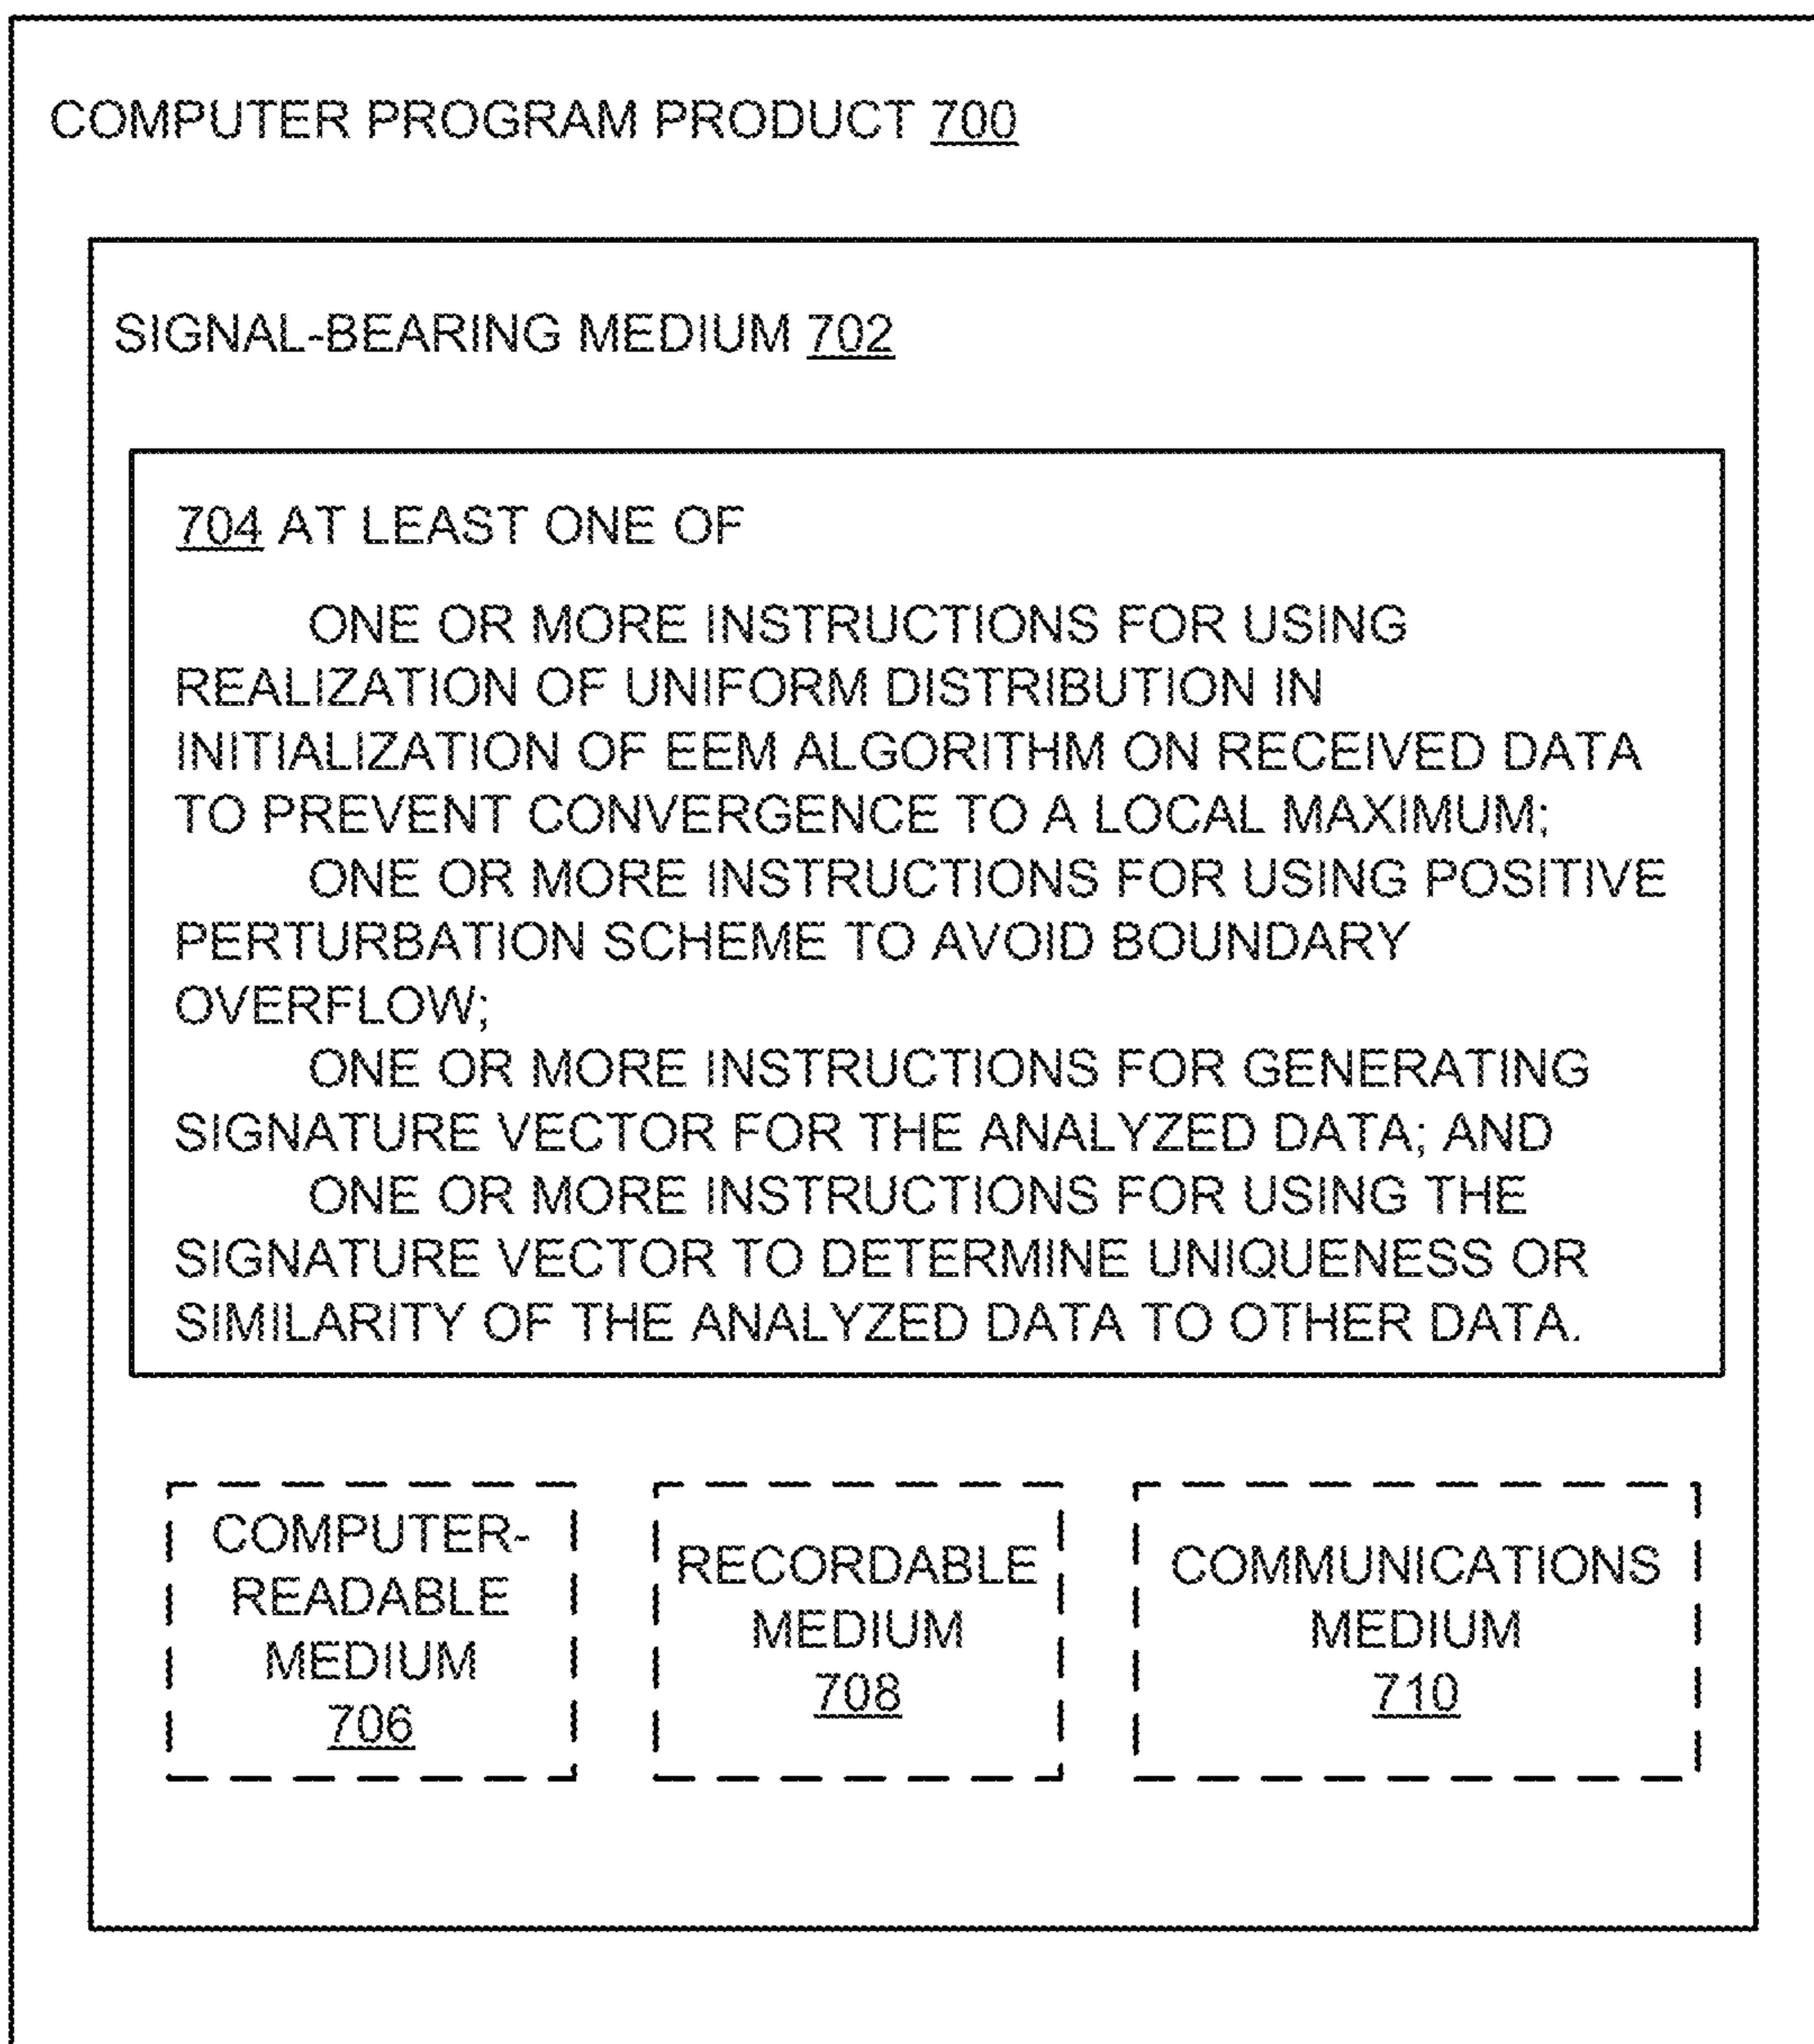 COMPUTER PROGRAM PRODUCT 700
SIGNAL-BEARING MEDIUM 702
704 AT LEAST ONE OF
ONE OR MORE INSTRUCTIONS FOR USING
REALIZATION OF UNIFORM DISTRIBUTION IN
INITIALIZATION OF EEM ALGORITHM ON RECEIVED DATA
TO PREVENT CONVERGENCE TO A LOCAL MAXIMUM;
ONE OR MORE INSTRUCTIONS FOR USING POSITIVE
PERTURBATION SCHEME TO AVOID BOUNDARY
OVERFLOW;
ONE OR MORE INSTRUCTIONS FOR GENERATING
SIGNATURE VECTOR FOR THE ANALYZED DATA; AND
ONE OR MORE INSTRUCTIONS FOR USING THE
SIGNATURE VECTOR TO DETERMINE UNIQUENESS OR
SIMILARITY OF THE ANALYZED DATA TO OTHER DATA.
COMPUTER-
READABLE
MEDIUM
706
RECORDABLE
MEDIUM
708
COMMUNICATIONS
MEDIUM
710